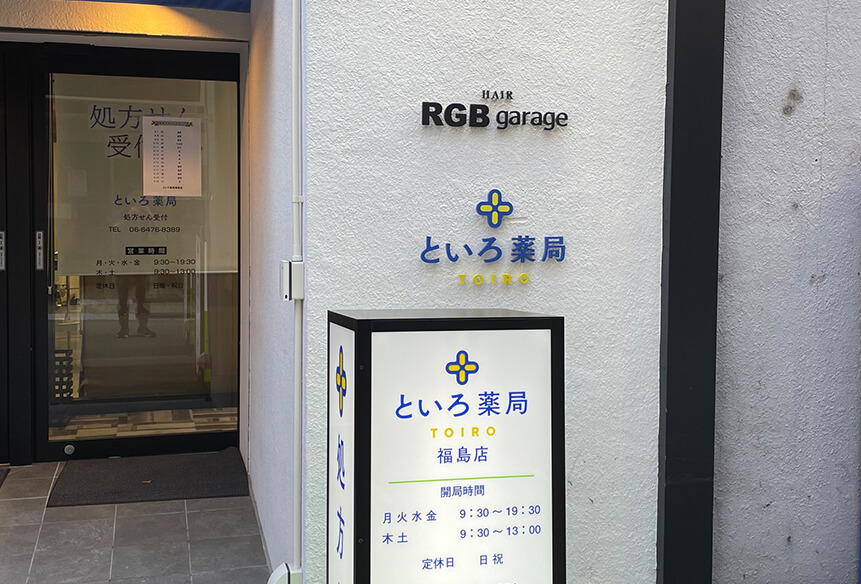 処方せん
受付
といろ薬局
処方せん受付
TEL 06-6476-8389
営業時間
月・火・水・金 9:30〜19:30
木・土 9:30〜13:00
定休日 日曜・祝日
HAIR
RGB garage
といろ薬局
TOIRO
といろ薬局
TOIRO
福島店
開局時間
月火水金 9:30〜19:30
木土 9:30〜13:00
定休日 日祝
処方